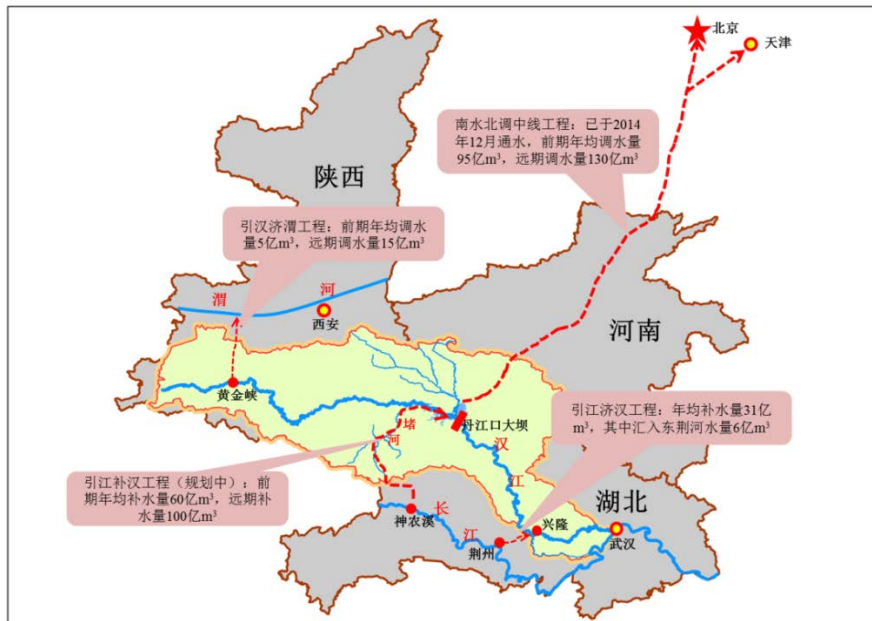 北京
天津
南水北调中线工程：已于2014
年12月通水，前期年均调水量
95亿m³，远期调水量130亿m³
陕西
引汉济渭工程：前期年均调水
量5亿m³，远期调水量15亿m³
渭 河
西安
河南
黄金峡
丹江口大坝
引江济汉工程：年均补水量31亿
m³，其中汇入东荆河水量6亿m³
堵
河
汉
江
引江补汉工程（规划中）：前
期年均补水量60亿m³，远期补
水量100亿m³
湖北
神农溪
长
江
兴隆
武汉
荆州